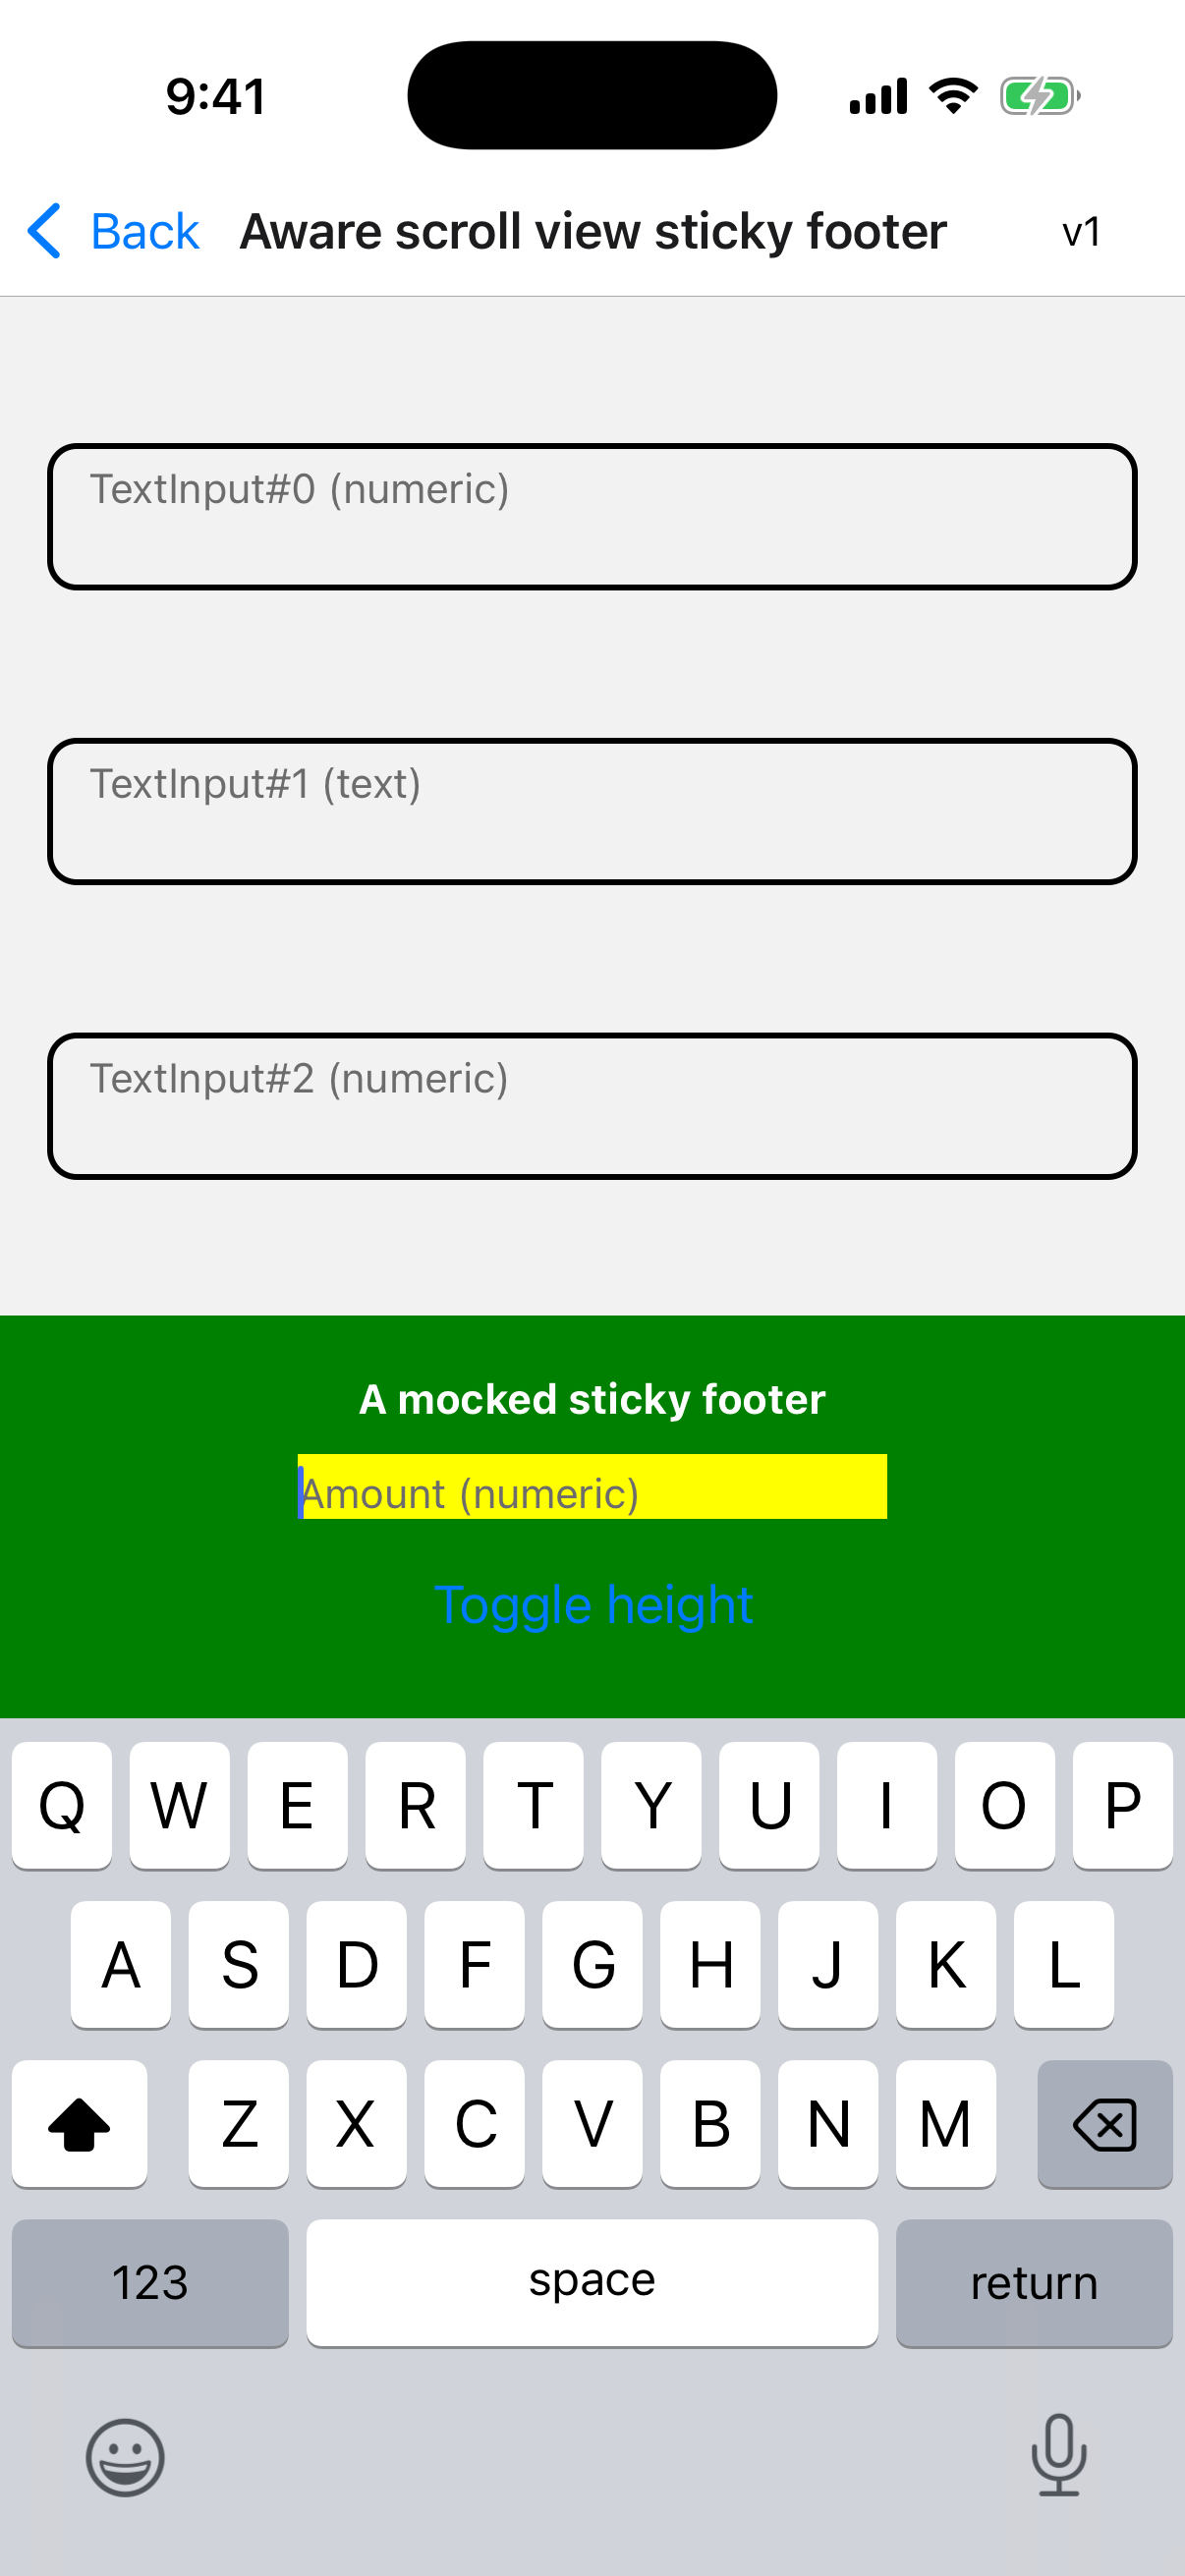 9:41
Back Aware scroll view sticky footer v1
TextInput#0 (numeric)
TextInput#1 (text)
TextInput#2 (numeric)
A mocked sticky footer
Amount (numeric)
Toggle height
Q W E R T Y U I O P
A S D F G H J K L
Z X C V B N M
123 space return